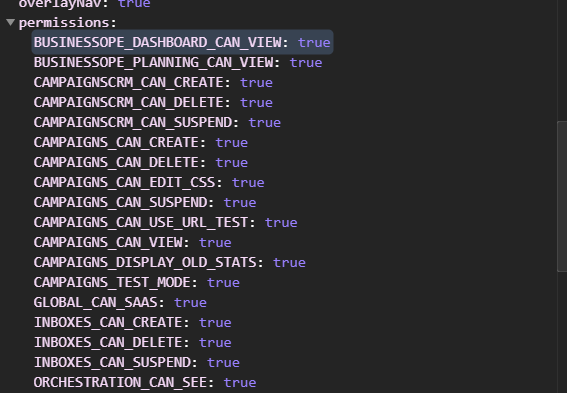 overlayNav: true
permissions:
BUSINESSOPE_DASHBOARD_CAN_VIEW: true
BUSINESSOPE_PLANNING_CAN_VIEW: true
CAMPAIGNSCRM_CAN_CREATE: true
CAMPAIGNSCRM_CAN_DELETE: true
CAMPAIGNSCRM_CAN_SUSPEND: true
CAMPAIGNS_CAN_CREATE: true
CAMPAIGNS_CAN_DELETE: true
CAMPAIGNS_CAN_EDIT_CSS: true
CAMPAIGNS_CAN_SUSPEND: true
CAMPAIGNS_CAN_USE_URL_TEST: true
CAMPAIGNS_CAN_VIEW: true
CAMPAIGNS_DISPLAY_OLD_STATS: true
CAMPAIGNS_TEST_MODE: true
GLOBAL_CAN_SAAS: true
INBOXES_CAN_CREATE: true
INBOXES_CAN_DELETE: true
INBOXES_CAN_SUSPEND: true
ORCHESTRATION_CAN_SEE: true